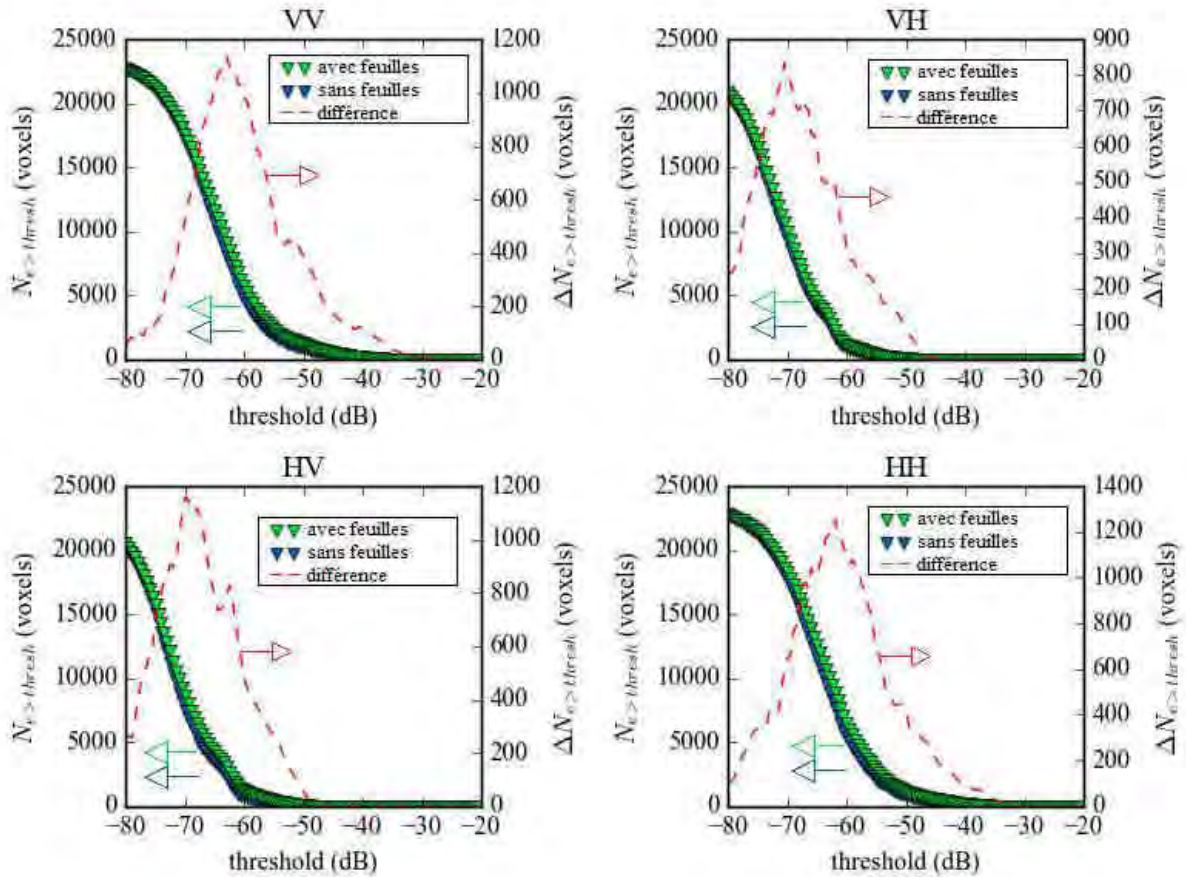 VV
25000
20000
15000
10000
5000
0
1200
1000
800
600
400
200
0
−80 −70 −60 −50 −40 −30 −20
avec feuilles
sans feuilles
différence
N_{e>thresh} (voxels)
ΔN_{e>thresh} (voxels)
threshold (dB)
VH
25000
20000
15000
10000
5000
0
900
800
700
600
500
400
300
200
100
0
−80 −70 −60 −50 −40 −30 −20
avec feuilles
sans feuilles
différence
N_{e>thresh} (voxels)
ΔN_{e>thresh} (voxels)
threshold (dB)
HV
25000
20000
15000
10000
5000
0
1200
1000
800
600
400
200
0
−80 −70 −60 −50 −40 −30 −20
avec feuilles
sans feuilles
différence
N_{e>thresh} (voxels)
ΔN_{e>thresh} (voxels)
threshold (dB)
HH
25000
20000
15000
10000
5000
0
1400
1200
1000
800
600
400
200
0
−80 −70 −60 −50 −40 −30 −20
avec feuilles
sans feuilles
différence
N_{e>thresh} (voxels)
ΔN_{e>thresh} (voxels)
threshold (dB)